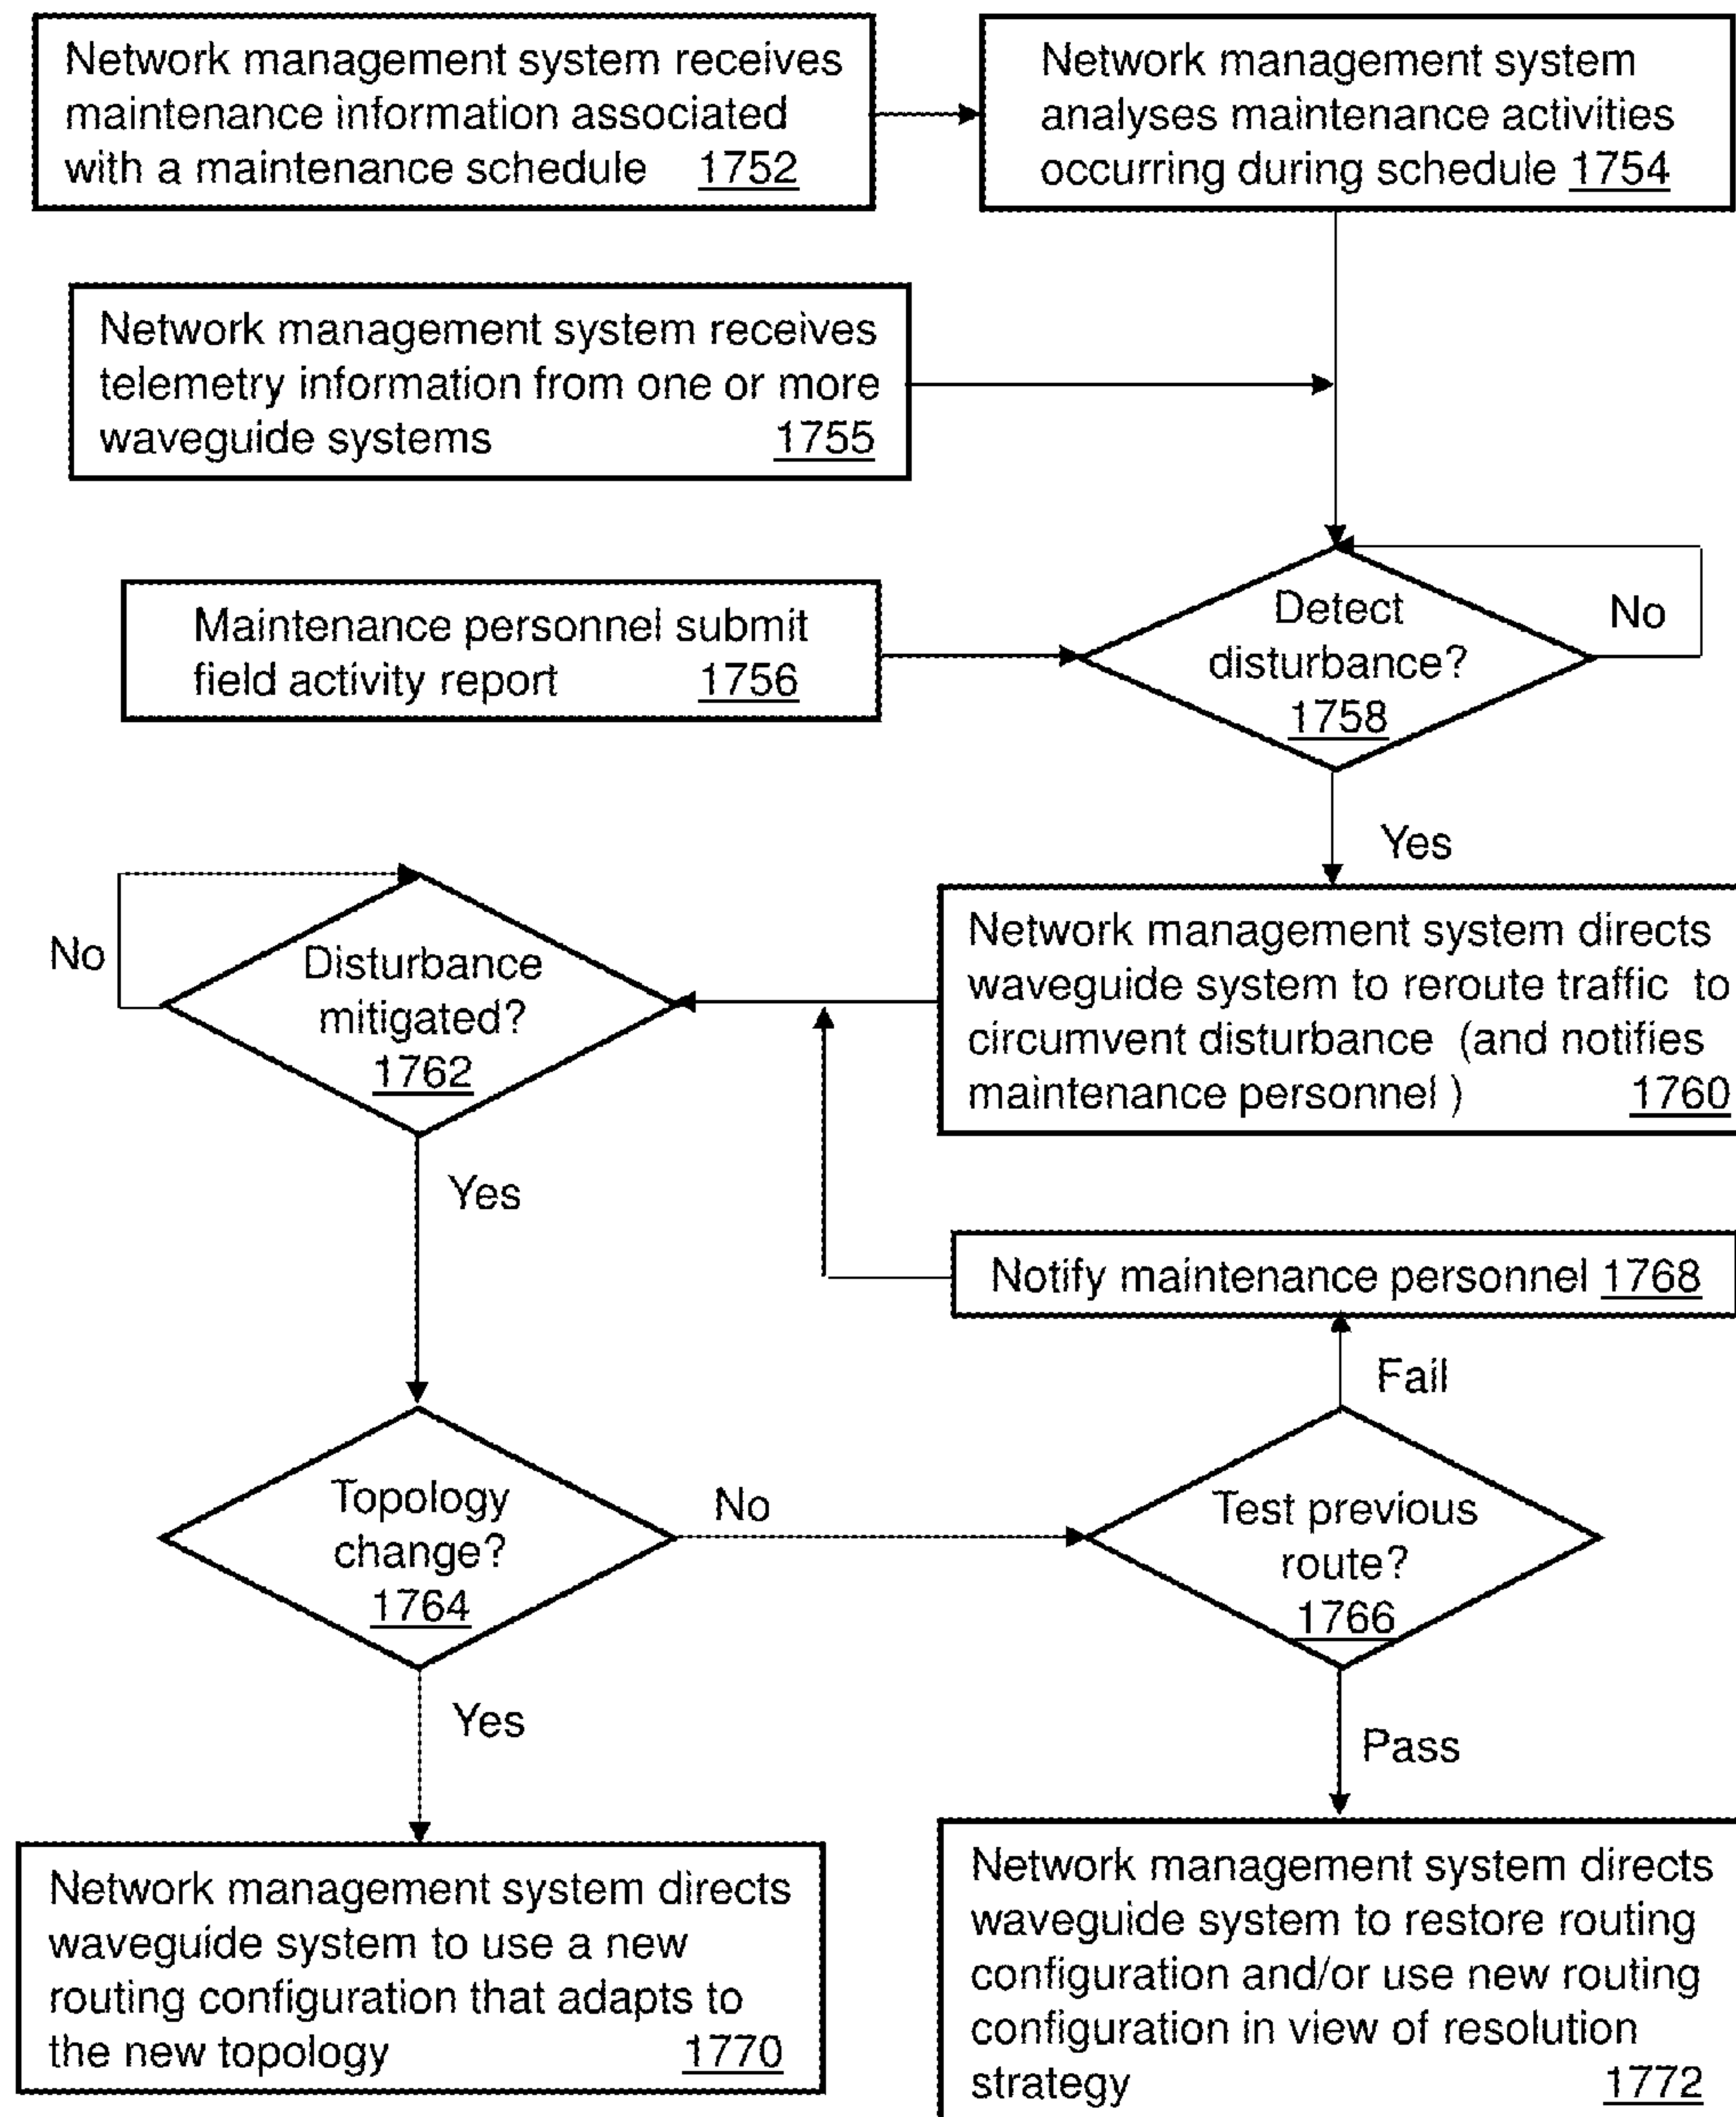 Network management system receives
maintenance information associated
with a maintenance schedule 1752
Network management system
analyses maintenance activities
occurring during schedule 1754
Network management system receives
telemetry information from one or more
waveguide systems 1755
Maintenance personnel submit
field activity report 1756
Detect
disturbance?
1758
No
Yes
Network management system directs
waveguide system to reroute traffic to
circumvent disturbance (and notifies
maintenance personnel ) 1760
Disturbance
mitigated?
1762
No
Yes
Notify maintenance personnel 1768
Fail
Topology
change?
1764
No
Test previous
route?
1766
Yes
Pass
Network management system directs
waveguide system to use a new
routing configuration that adapts to
the new topology 1770
Network management system directs
waveguide system to restore routing
configuration and/or use new routing
configuration in view of resolution
strategy 1772